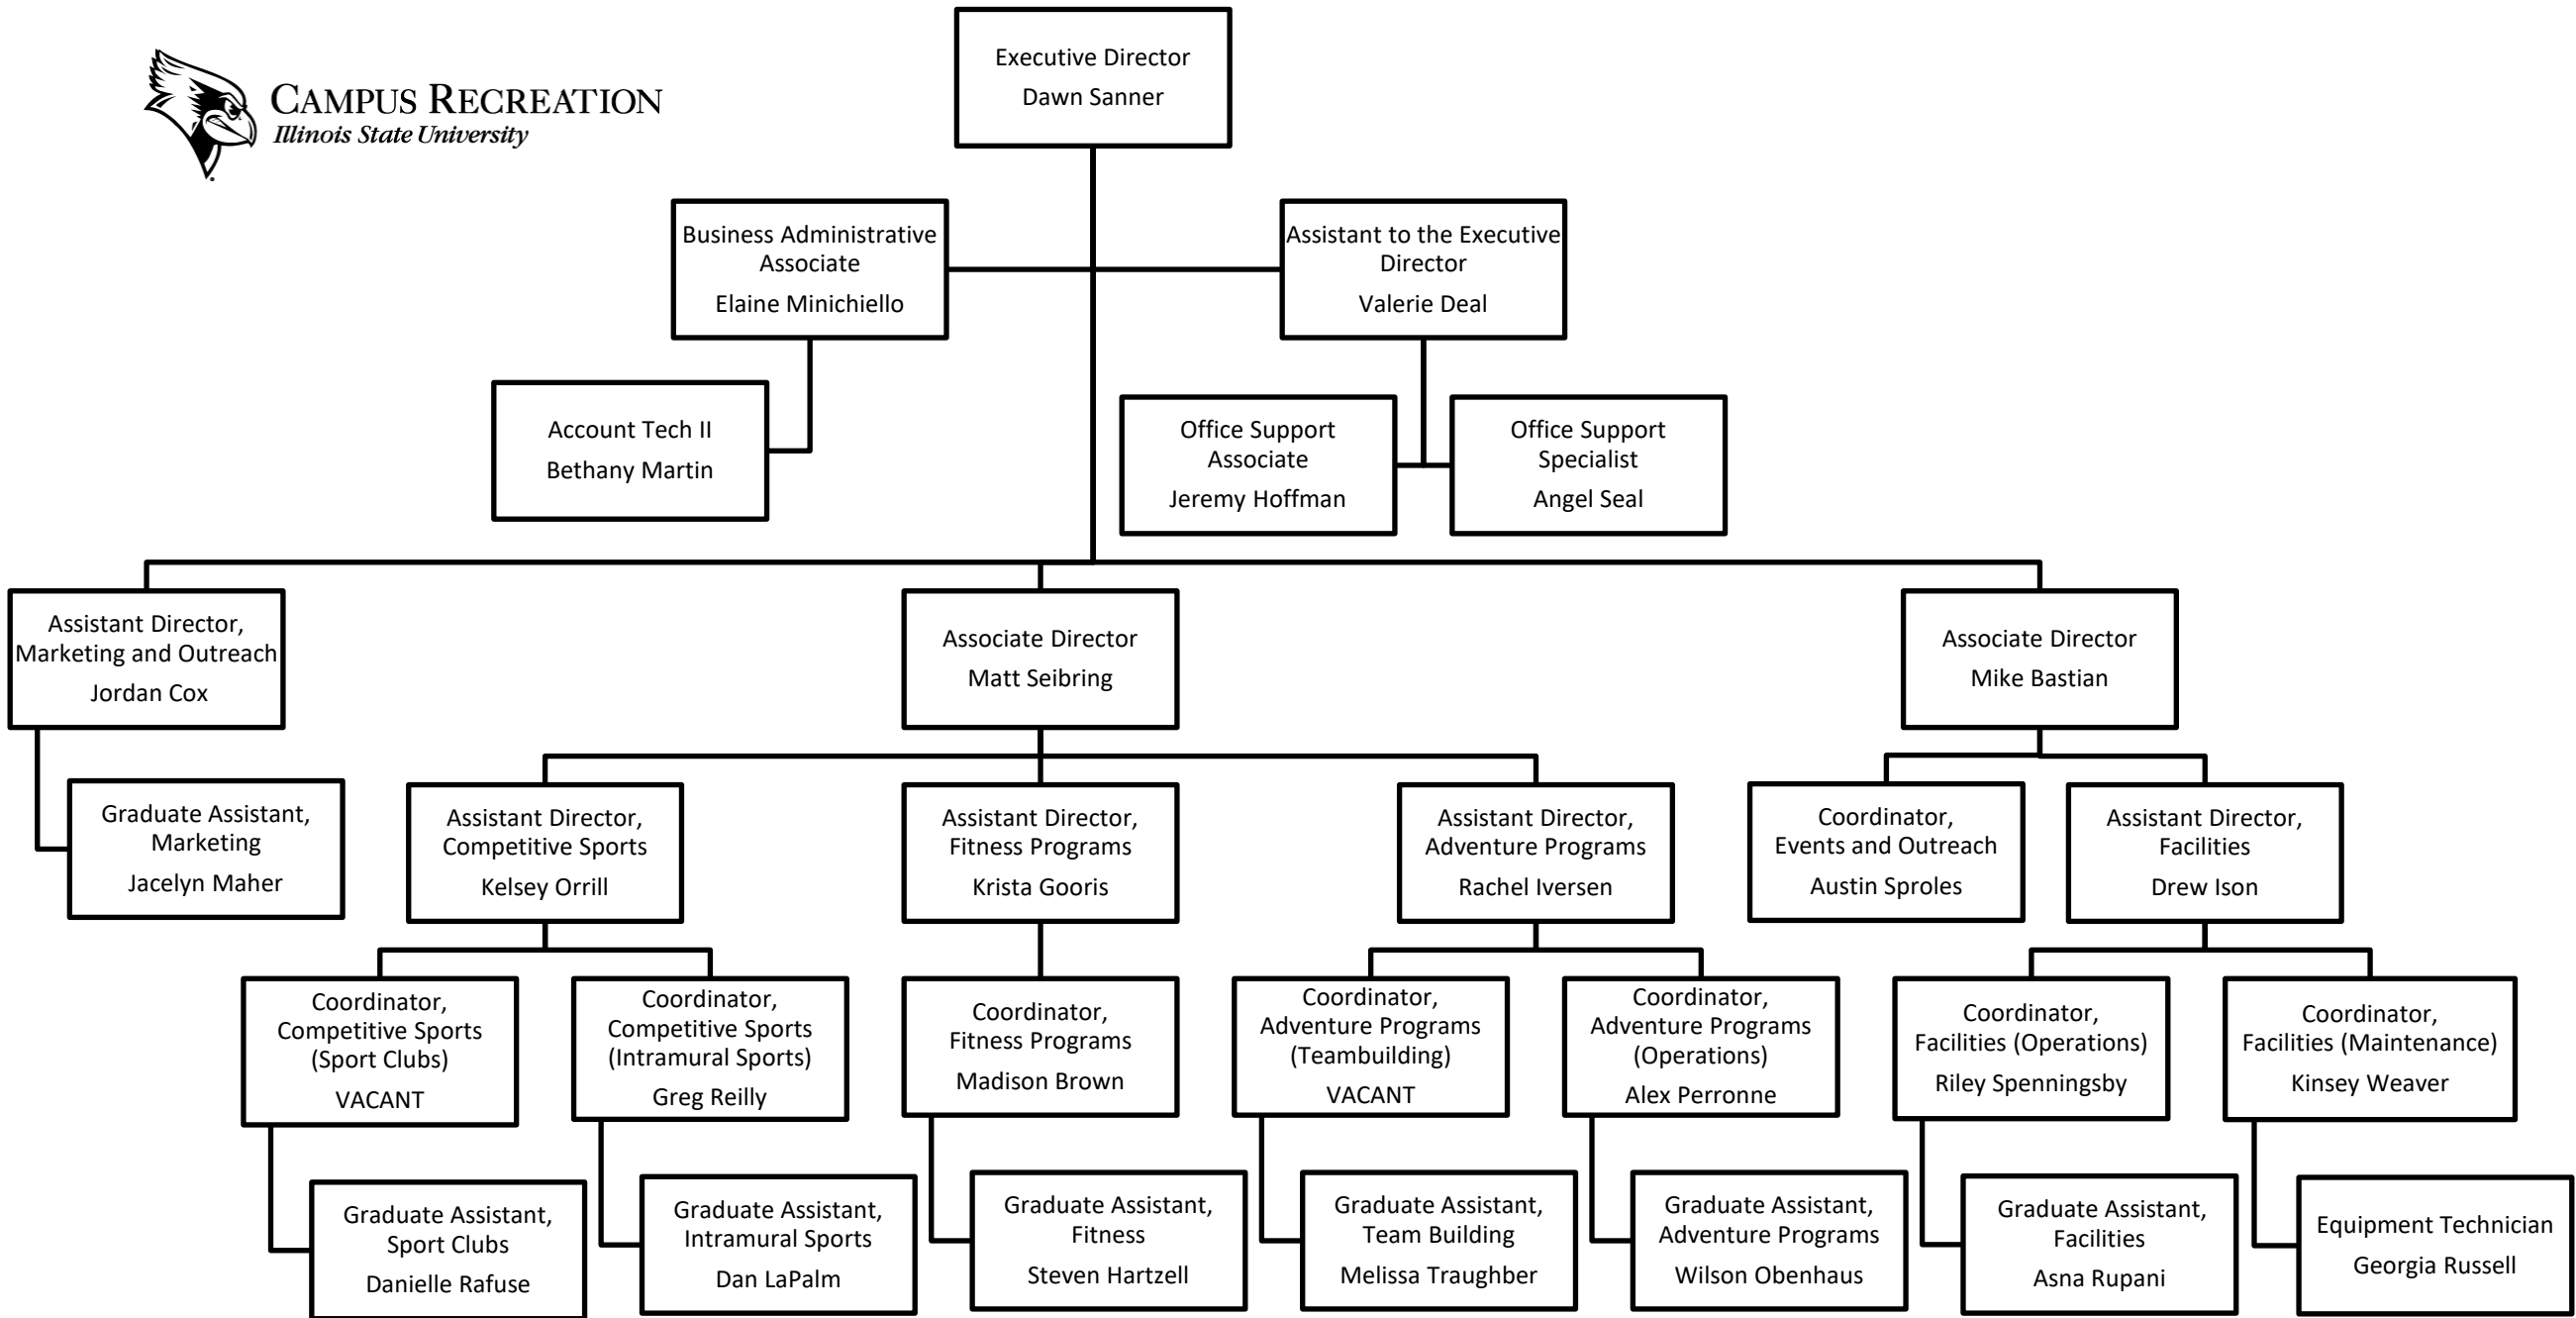 CAMPUS RECREATION
Illinois State University
Executive Director
Dawn Sanner
Business Administrative
Associate
Elaine Minichiello
Assistant to the Executive
Director
Valerie Deal
Account Tech II
Bethany Martin
Office Support
Associate
Jeremy Hoffman
Office Support
Specialist
Angel Seal
Assistant Director,
Marketing and Outreach
Jordan Cox
Associate Director
Matt Seibring
Associate Director
Mike Bastian
Graduate Assistant,
Marketing
Jacelyn Maher
Assistant Director,
Competitive Sports
Kelsey Orrill
Assistant Director,
Fitness Programs
Krista Gooris
Assistant Director,
Adventure Programs
Rachel Iversen
Coordinator,
Events and Outreach
Austin Sproles
Assistant Director,
Facilities
Drew Ison
Coordinator,
Competitive Sports
(Sport Clubs)
VACANT
Coordinator,
Competitive Sports
(Intramural Sports)
Greg Reilly
Coordinator,
Fitness Programs
Madison Brown
Coordinator,
Adventure Programs
(Teambuilding)
VACANT
Coordinator,
Adventure Programs
(Operations)
Alex Perronne
Coordinator,
Facilities (Operations)
Riley Spenningsby
Coordinator,
Facilities (Maintenance)
Kinsey Weaver
Graduate Assistant,
Sport Clubs
Danielle Rafuse
Graduate Assistant,
Intramural Sports
Dan LaPalm
Graduate Assistant,
Fitness
Steven Hartzell
Graduate Assistant,
Team Building
Melissa Traughber
Graduate Assistant,
Adventure Programs
Wilson Obenhaus
Graduate Assistant,
Facilities
Asna Rupani
Equipment Technician
Georgia Russell